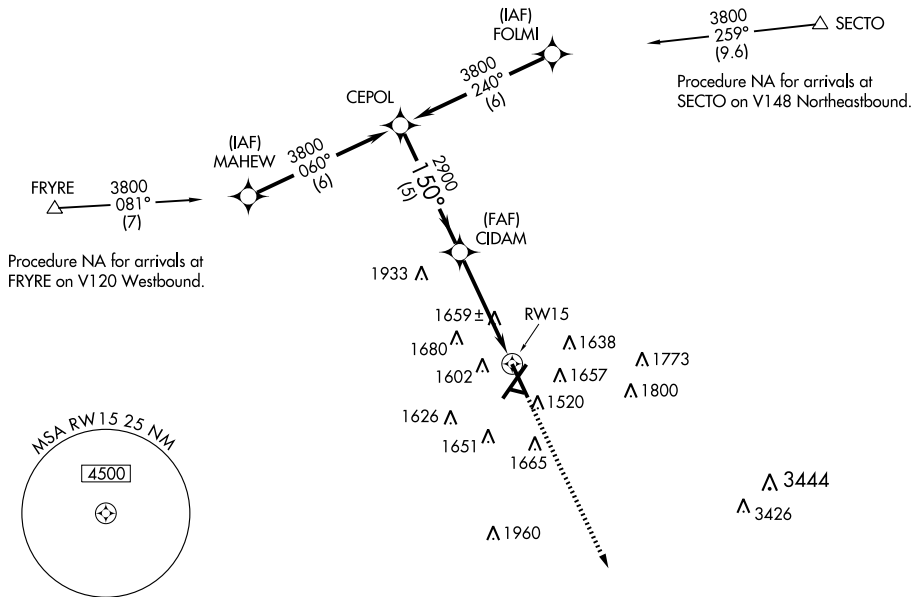 (IAF)
FOLMI
3800
259°
(9.6)
SECTO
Procedure NA for arrivals at
SECTO on V148 Northeastbound.
3800
240°
(6)
CEPOL
(IAF)
MAHEW
3800
060°
(6)
FRYRE
3800
081°
(7)
Procedure NA for arrivals at
FRYRE on V120 Westbound.
2900
150°
(5)
(FAF)
CIDAM
1933
1659±
RW15
1680
1638
1773
1602
1657
1800
1520
1626
1651
1665
MSA RW15 25 NM
4500
3444
3426
1960